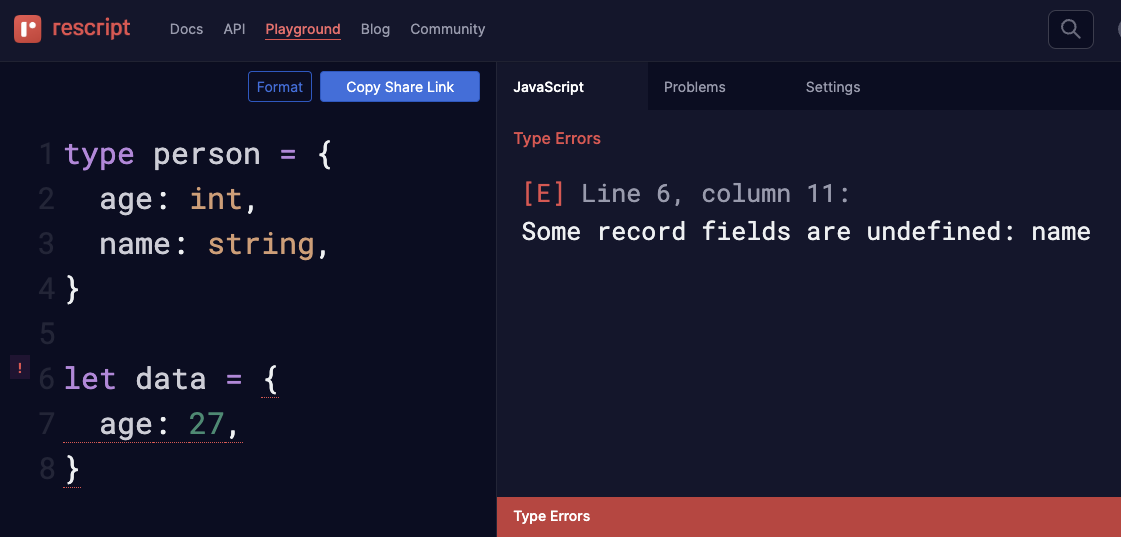 rescript Docs API Playground Blog Community
Format Copy Share Link
1 type person = {
2   age: int,
3   name: string,
4 }
5
! 6 let data = {
7   age: 27,
8 }
JavaScript Problems Settings
Type Errors
[E] Line 6, column 11:
Some record fields are undefined: name
Type Errors